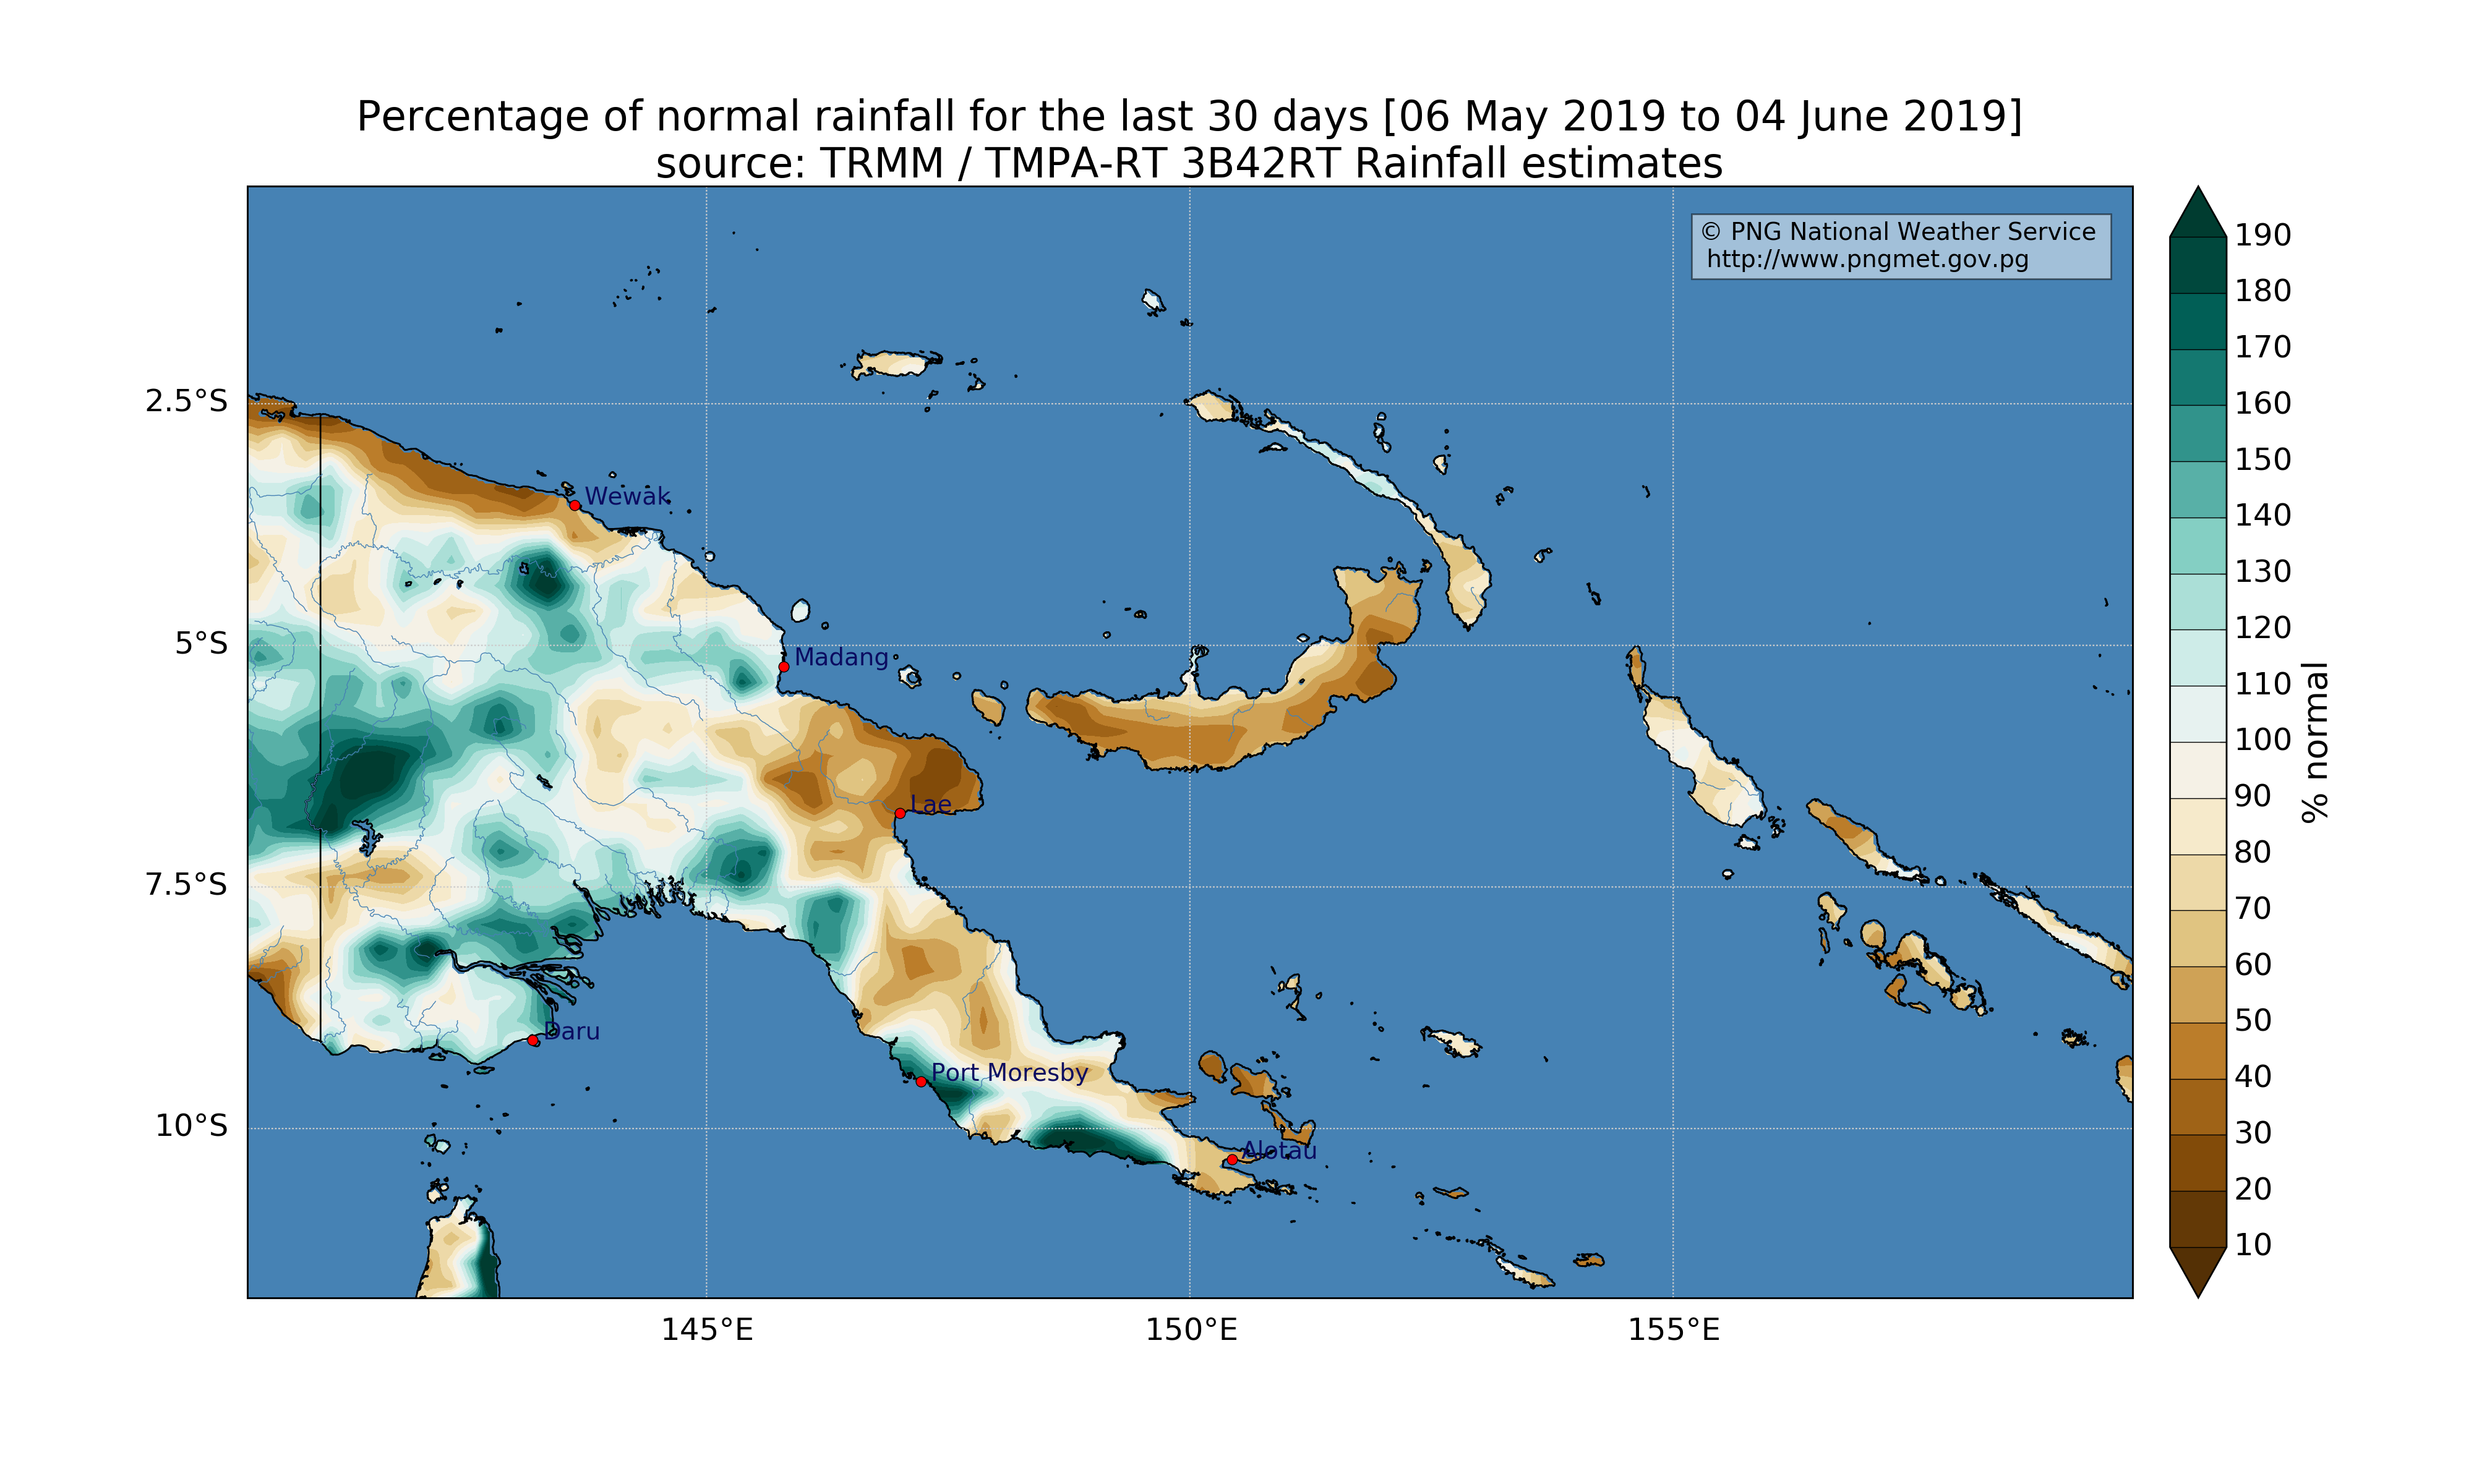 Percentage of normal rainfall for the last 30 days [06 May 2019 to 04 June 2019]
source: TRMM / TMPA-RT 3B42RT Rainfall estimates
© PNG National Weather Service
http://www.pngmet.gov.pg
2.5°S
5°S
7.5°S
10°S
Wewak
Madang
Lae
Daru
Port Moresby
Alotau
145°E
150°E
155°E
190
180
170
160
150
140
130
120
110
100
90
80
70
60
50
40
30
20
10
% normal